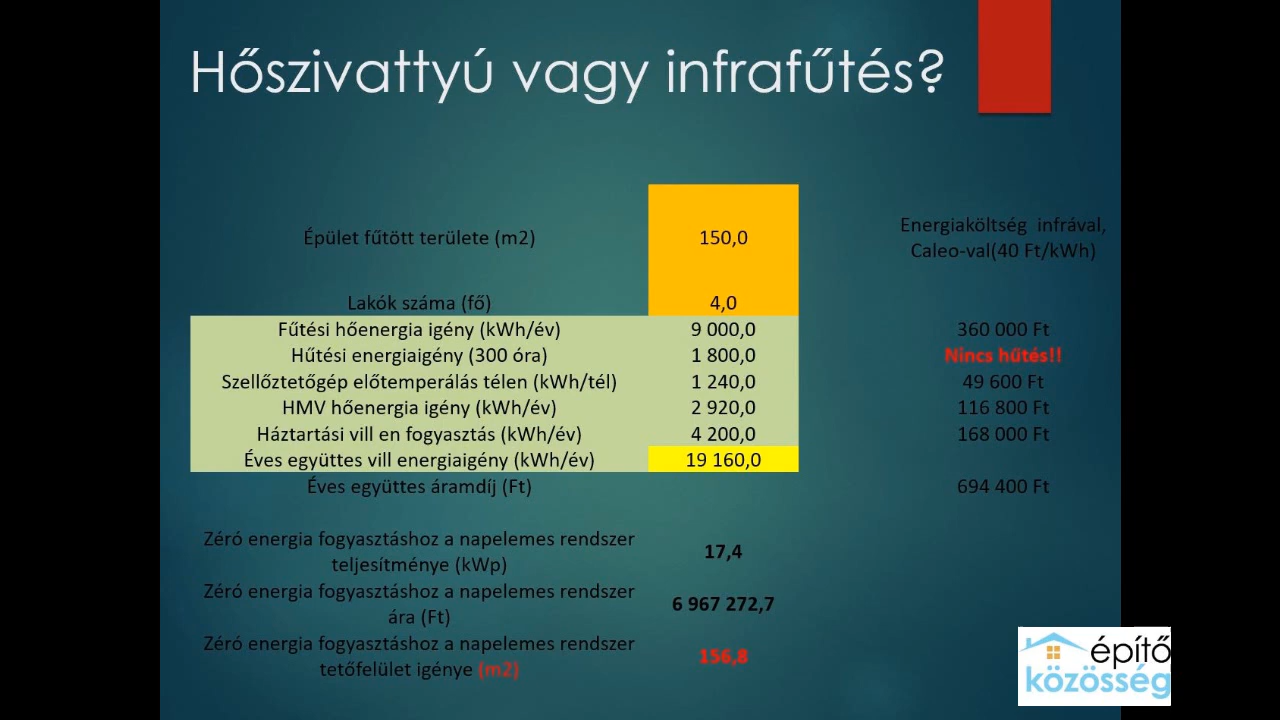 Hőszivattyú vagy infrafűtés?
Épület fűtött területe (m2) 150,0 Energiaköltség infrával,
Caleo-val(40 Ft/kWh)
Lakók száma (fő) 4,0
Fűtési hőenergia igény (kWh/év) 9 000,0 360 000 Ft
Hűtési energiaigény (300 óra) 1 800,0 Nincs hűtés!!
Szellőztetőgép előtemperálás télen (kWh/tél) 1 240,0 49 600 Ft
HMV hőenergia igény (kWh/év) 2 920,0 116 800 Ft
Háztartási vill en fogyasztás (kWh/év) 4 200,0 168 000 Ft
Éves együttes vill energiaigény (kWh/év) 19 160,0
Éves együttes áramdíj (Ft) 694 400 Ft
Zéró energia fogyasztáshoz a napelemes rendszer
teljesítménye (kWp) 17,4
Zéró energia fogyasztáshoz a napelemes rendszer
ára (Ft) 6 967 272,7
Zéró energia fogyasztáshoz a napelemes rendszer
tetőfelület igénye (m2) 156,8
építő
közösség